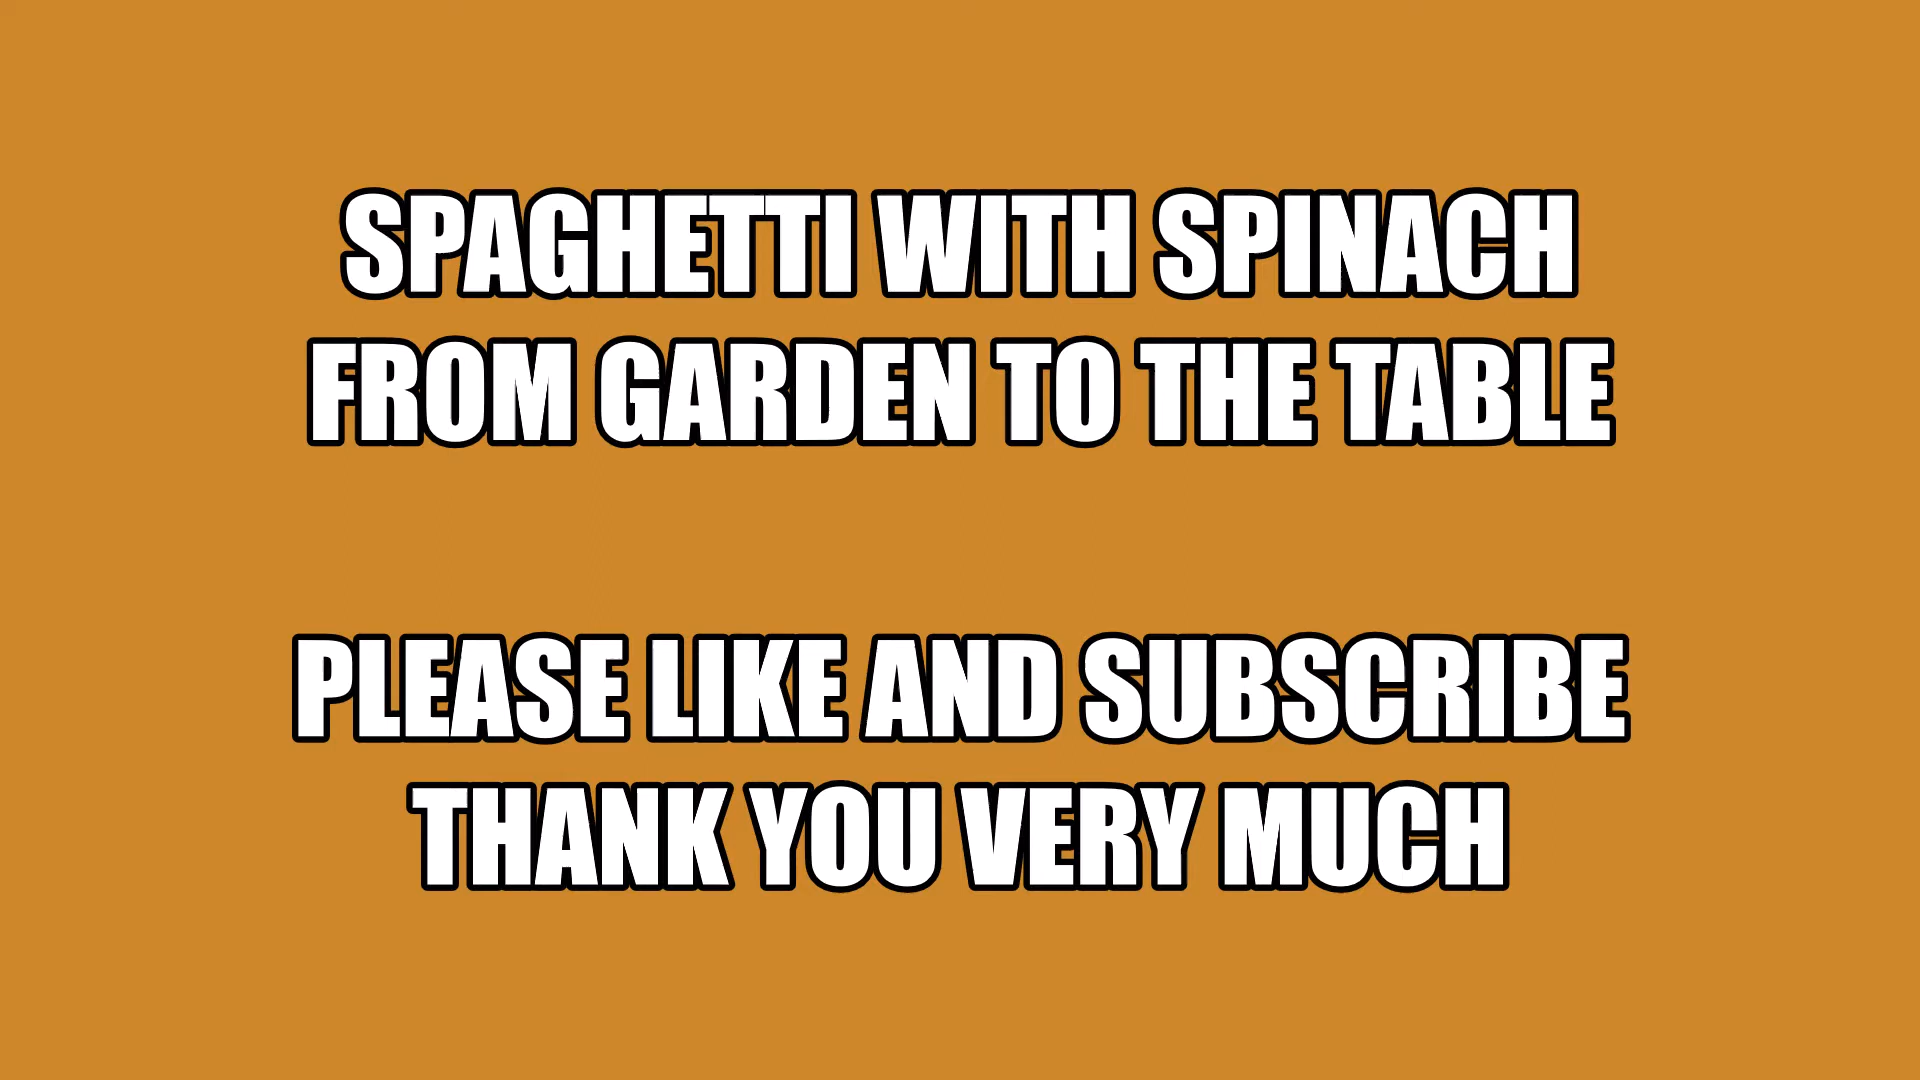 SPAGHETTI WITH SPINACH
FROM GARDEN TO THE TABLE
PLEASE LIKE AND SUBSCRIBE
THANK YOU VERY MUCH